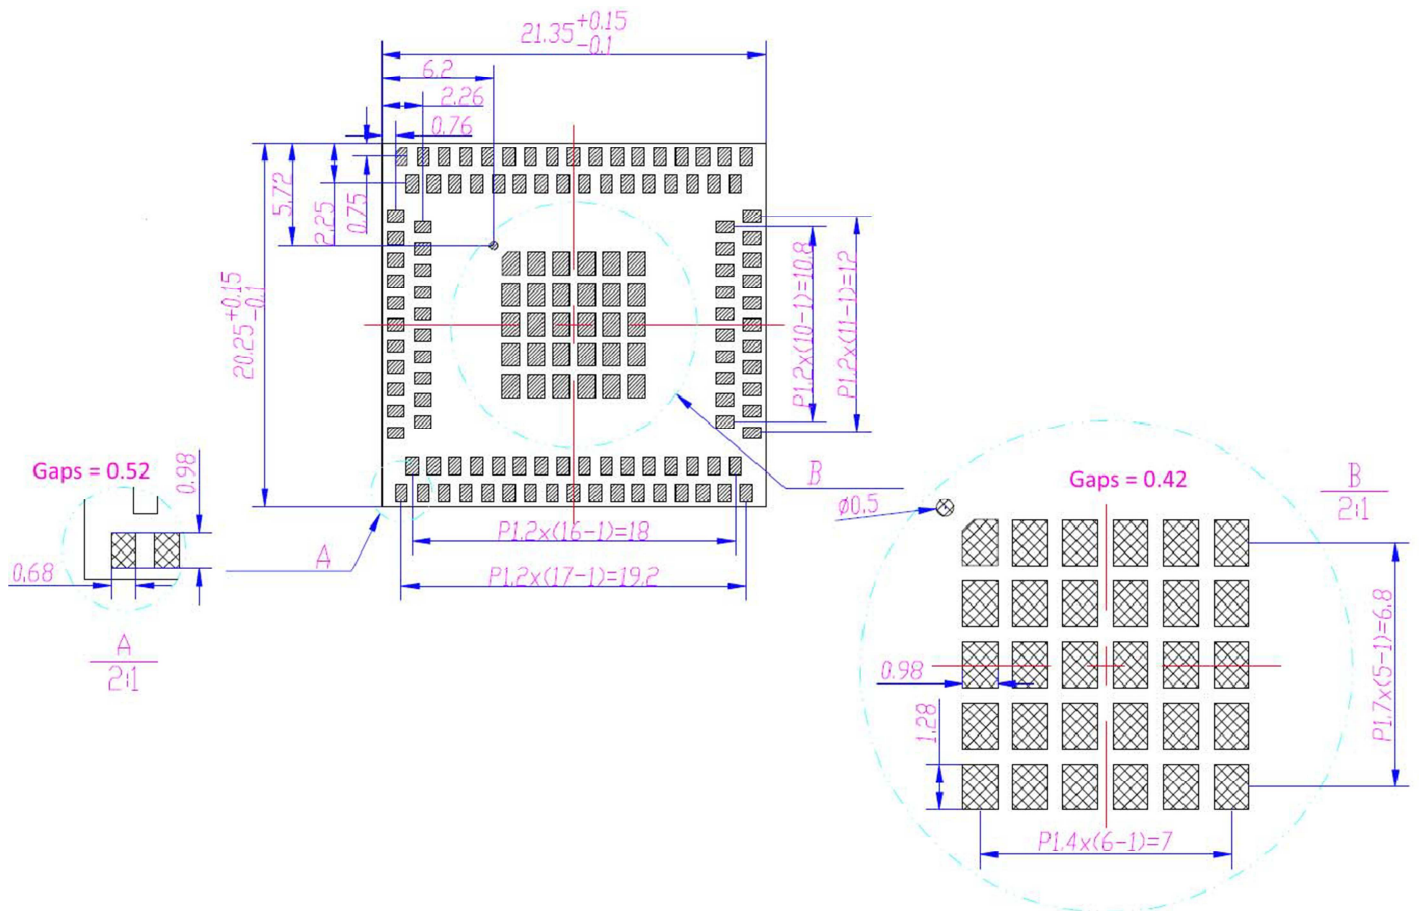 21.35+0.15
-0.1
6.2
2.26
0.76
5.72
2.25
0.75
20.25+0.15
-0.1
P1.2x(10-1)=10.8
P1.2x(11-1)=12
Gaps = 0.52
0.98
0.68
A
2:1
A
P1.2x(16-1)=18
P1.2x(17-1)=19.2
B
ø0.5
Gaps = 0.42
B
2:1
0.98
1.28
P1.7x(5-1)=6.8
P1.4x(6-1)=7